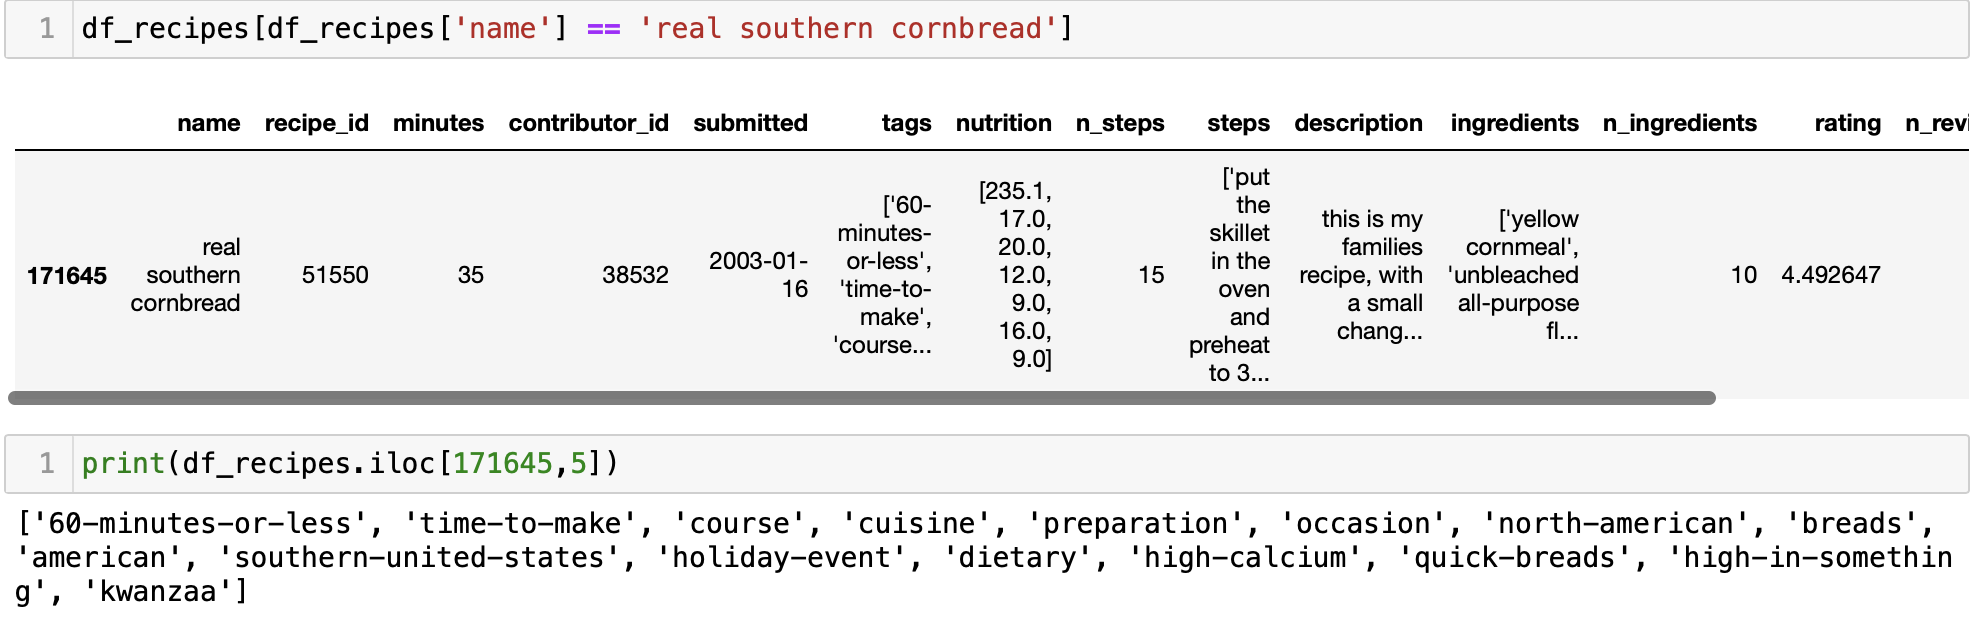 1 df_recipes[df_recipes['name'] == 'real southern cornbread']
name recipe_id minutes contributor_id submitted tags nutrition n_steps steps description ingredients n_ingredients rating n_revi
171645
real
southern
cornbread
51550
35
38532
2003-01-
16
['60-
minutes-
or-less',
'time-to-
make',
'course...
[235.1,
17.0,
20.0,
12.0,
9.0,
16.0,
9.0]
15
['put
the
skillet
in the
oven
and
preheat
to 3...
this is my
families
recipe, with
a small
chang...
['yellow
cornmeal',
'unbleached
all-purpose
fl...
10
4.492647
1 print(df_recipes.iloc[171645,5])
['60-minutes-or-less', 'time-to-make', 'course', 'cuisine', 'preparation', 'occasion', 'north-american', 'breads',
'american', 'southern-united-states', 'holiday-event', 'dietary', 'high-calcium', 'quick-breads', 'high-in-somethin
g', 'kwanzaa']